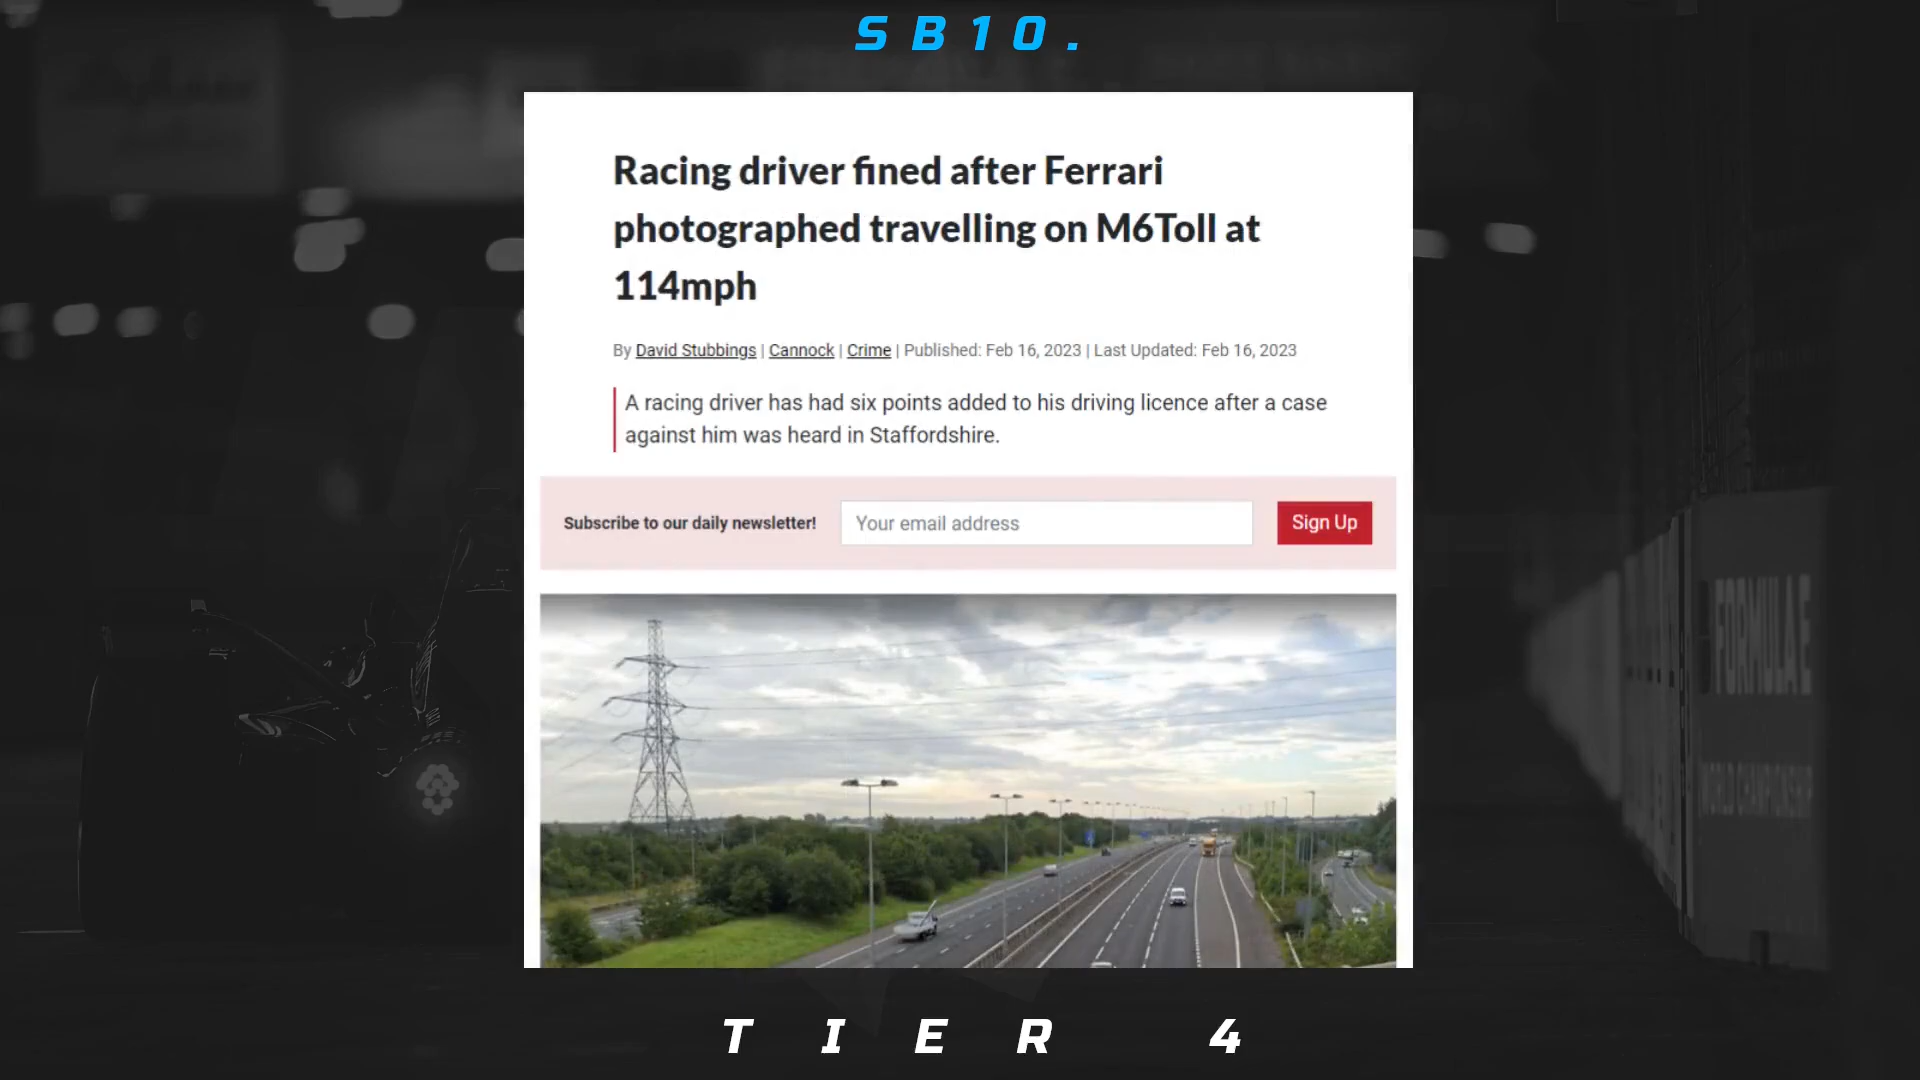 SB10.
Racing driver fined after Ferrari
photographed travelling on M6Toll at
114mph
By David Stubbings | Cannock | Crime | Published: Feb 16, 2023 | Last Updated: Feb 16, 2023
A racing driver has had six points added to his driving licence after a case
against him was heard in Staffordshire.
Subscribe to our daily newsletter!
Your email address
Sign Up
FORMULA E
WORLD CHAMPIONSHIP
TIER 4